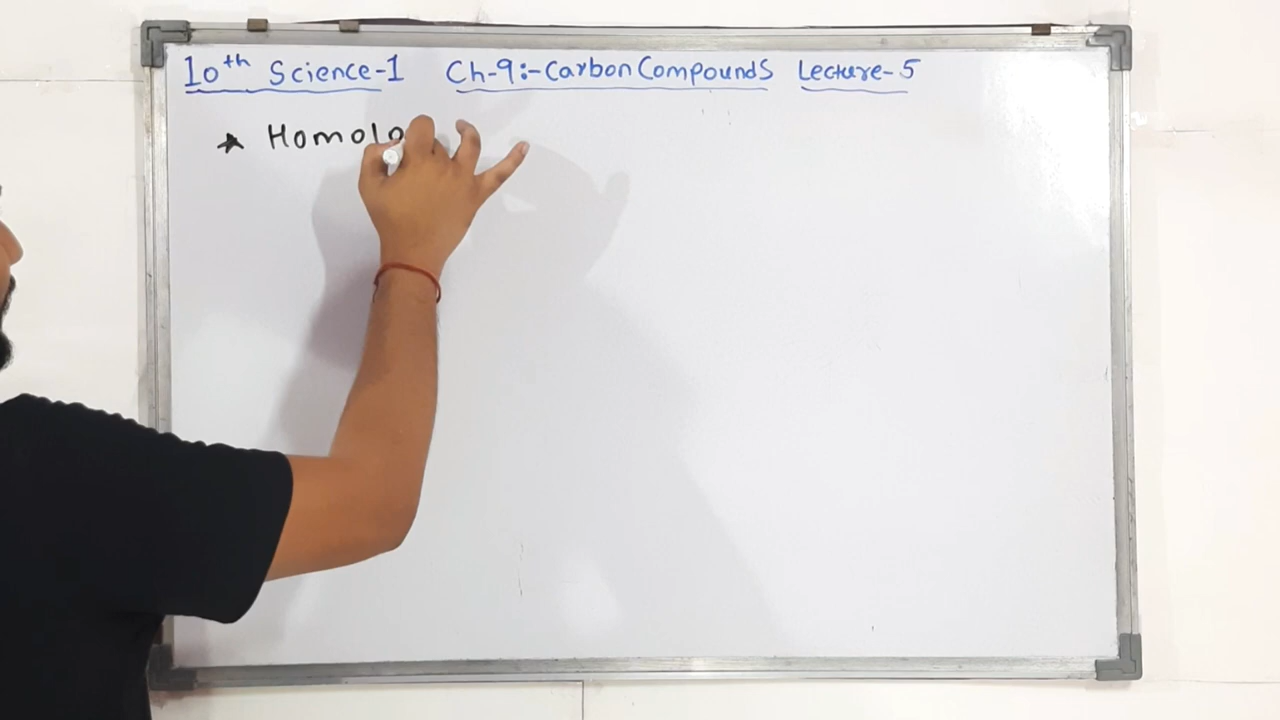 10th Science-1 Ch-9:- Carbon Compounds Lecture-5
★ Homolo